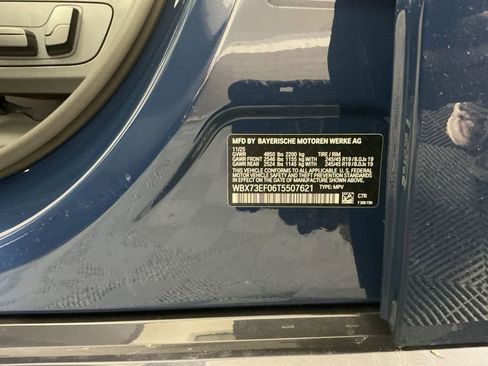 MFD BY BAYERISCHE MOTOREN WERKE AG
11/25
GVWR 4850 lbs 2200 kg TIRE / RIM
GAWR FRONT 2546 lbs 1155 kg WITH 245/45 R19 / 8.0Jx 19
GAWR REAR 2524 lbs 1145 kg WITH 245/45 R19 / 8.0Jx 19
THIS VEHICLE CONFORMS TO ALL APPLICABLE U.S. FEDERAL
MOTOR VEHICLE SAFETY AND THEFT PREVENTION STANDARDS
IN EFFECT ON THE DATE OF MANUFACTURE SHOWN ABOVE.
WBX73EF06T5507621 TYPE: MPV
C7R